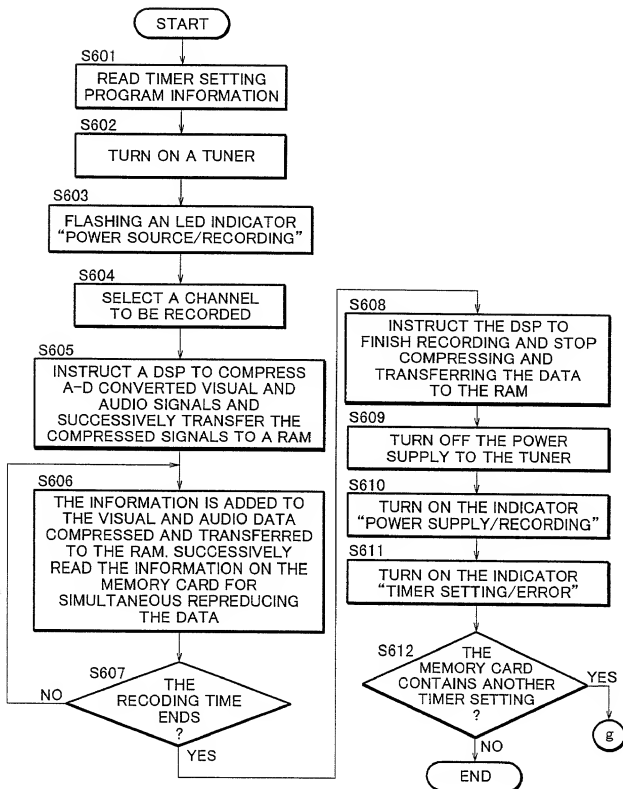 START
S601
READ TIMER SETTING
PROGRAM INFORMATION
S602
TURN ON A TUNER
S603
FLASHING AN LED INDICATOR
“POWER SOURCE/RECORDING”
S604
SELECT A CHANNEL
TO BE RECORDED
S605
INSTRUCT A DSP TO COMPRESS
A-D CONVERTED VISUAL AND
AUDIO SIGNALS AND
SUCCESSIVELY TRANSFER THE
COMPRESSED SIGNALS TO A RAM
S606
THE INFORMATION IS ADDED TO
THE VISUAL AND AUDIO DATA
COMPRESSED AND TRANSFERRED
TO THE RAM. SUCCESSIVELY
READ THE INFORMATION ON THE
MEMORY CARD FOR
SIMULTANEOUS REPREDUCING
THE DATA
S607
THE
RECODING TIME
ENDS
?
NO
YES
S608
INSTRUCT THE DSP TO
FINISH RECORDING AND STOP
COMPRESSING AND
TRANSFERRING THE DATA
TO THE RAM
S609
TURN OFF THE POWER
SUPPLY TO THE TUNER
S610
TURN ON THE INDICATOR
“POWER SUPPLY/RECORDING”
S611
TURN ON THE INDICATOR
“TIMER SETTING/ERROR”
S612
THE
MEMORY CARD
CONTAINS ANOTHER
TIMER SETTING
?
YES
g
NO
END